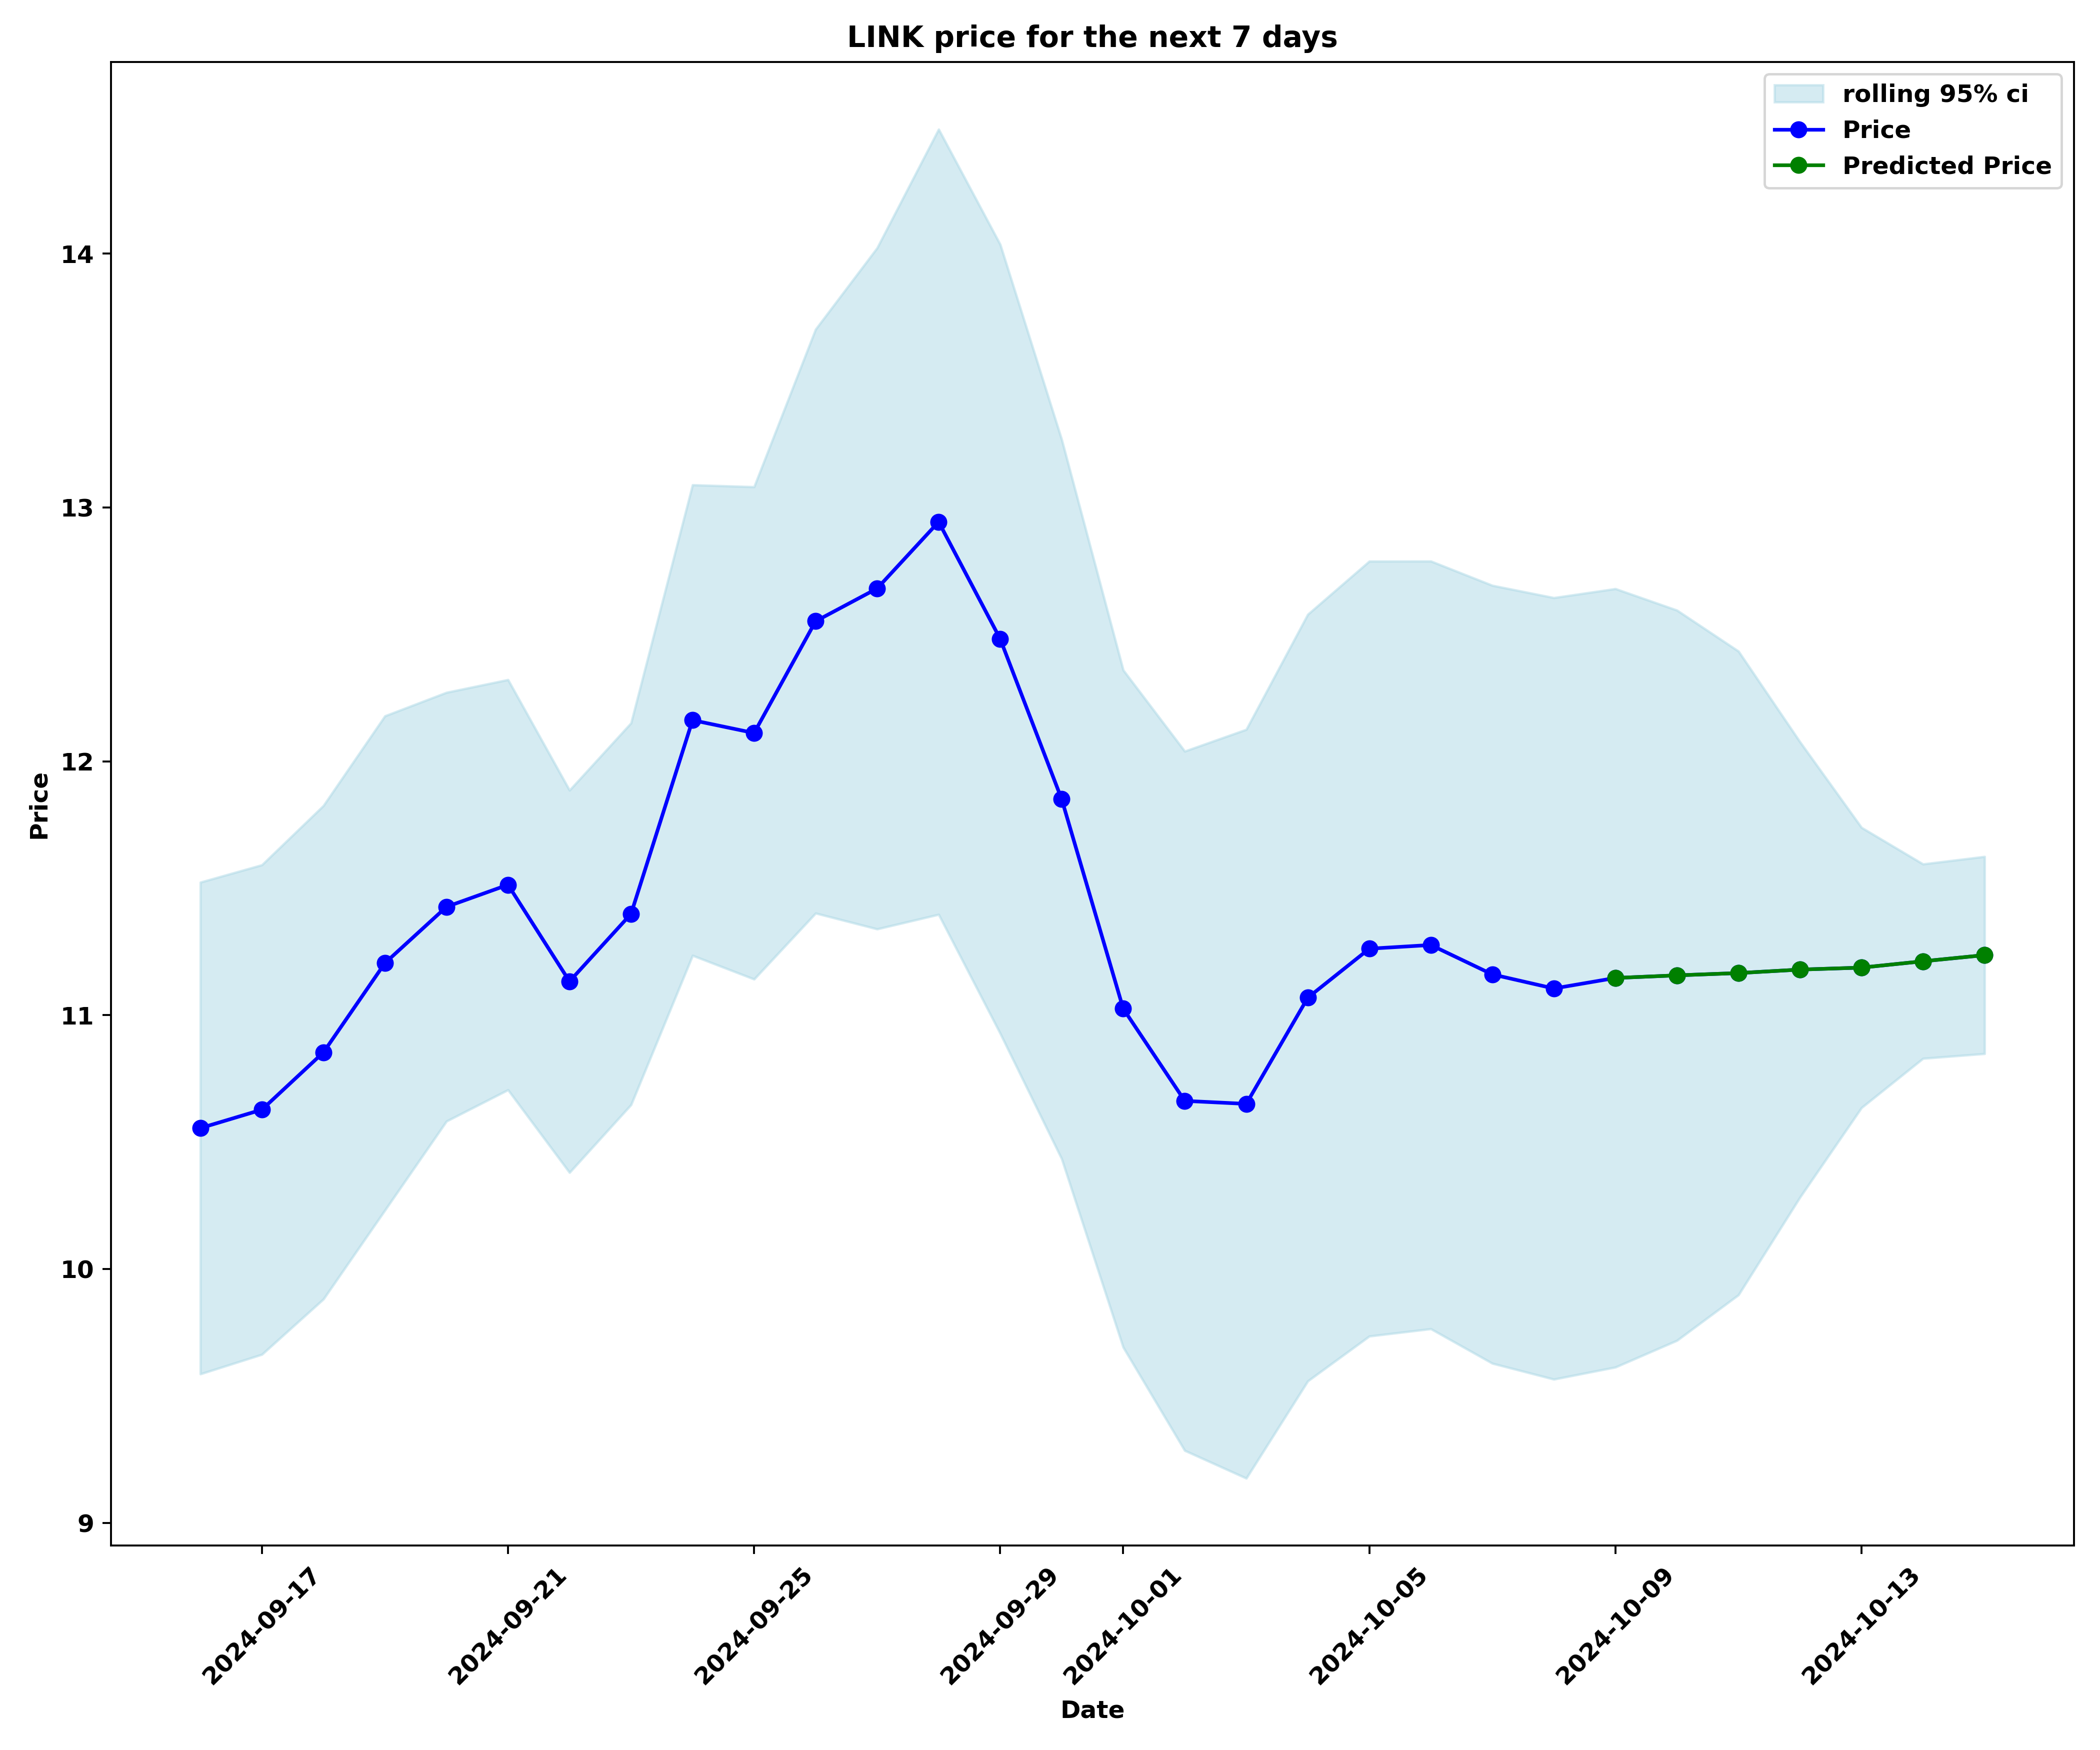 LINK price for the next 7 days
rolling 95% ci
Price
Predicted Price
14
13
12
11
10
9
Price
2024-09-17
2024-09-21
2024-09-25
2024-09-29
2024-10-01
2024-10-05
2024-10-09
2024-10-13
Date